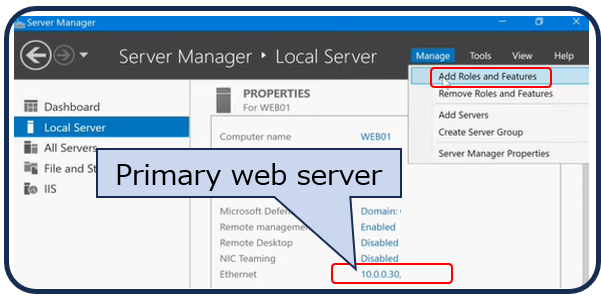 Server Manager
Server Manager ‣ Local Server
Manage Tools View Help
Add Roles and Features
Remove Roles and Features
Add Servers
Create Server Group
Server Manager Properties
Dashboard
Local Server
All Servers
File and St
IIS
PROPERTIES
For WEB01
Computer name WEB01
Primary web server
Microsoft Defen Domain:
Remote management Enabled
Remote Desktop Disabled
NIC Teaming Disabled
Ethernet 10.0.0.30,